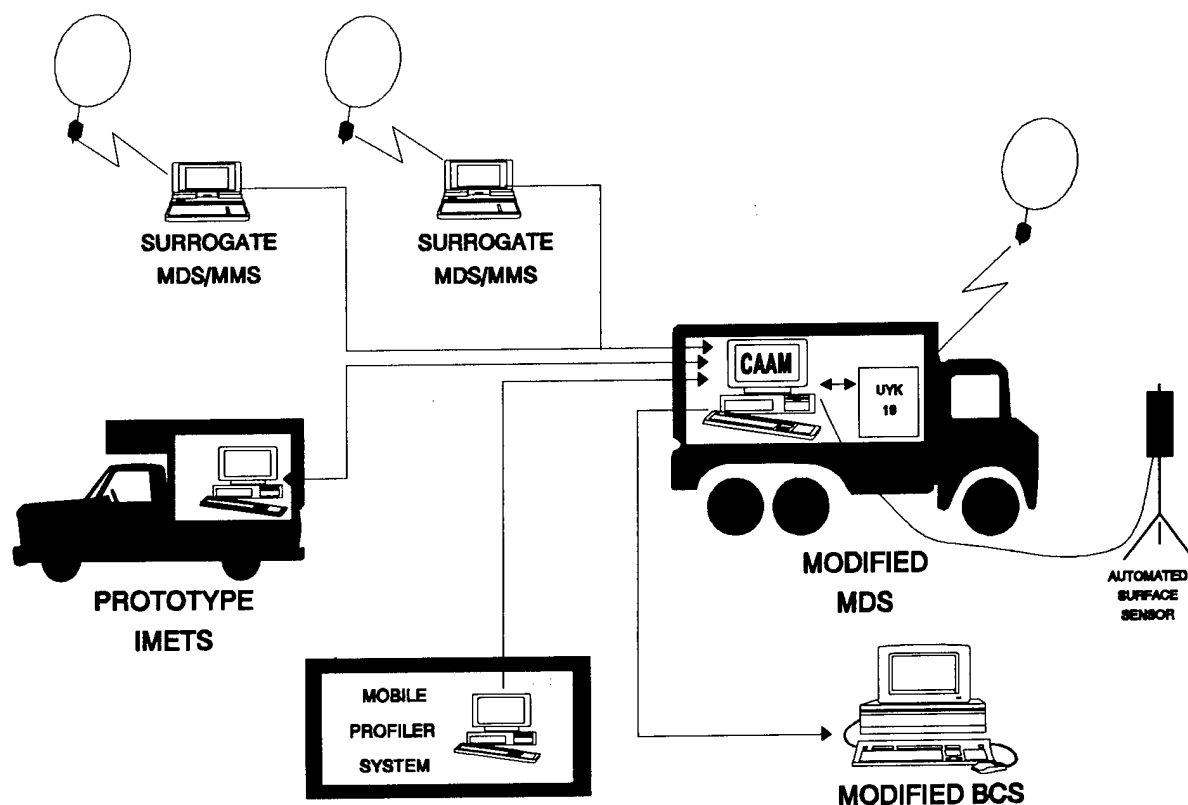 SURROGATE
MDS/MMS
SURROGATE
MDS/MMS
CAAM
UYK
19
PROTOTYPE
IMETS
MODIFIED
MDS
AUTOMATED
SURFACE
SENSOR
MOBILE
PROFILER
SYSTEM
MODIFIED BCS